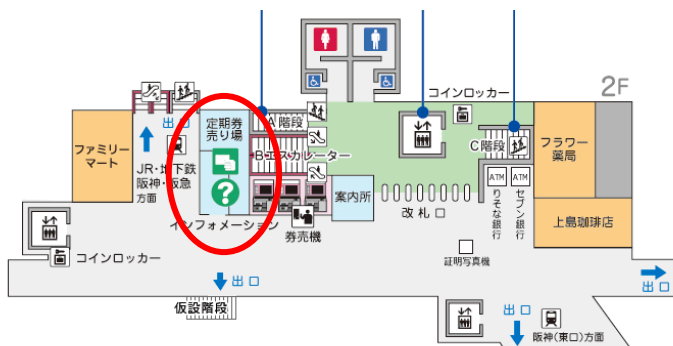 2F
コインロッカー
定期券
売り場
A階段
出口
ファミリー
マート
Bエスカレーター
C階段
フラワー
薬局
JR・地下鉄
阪神・阪急
方面
?
案内所
改札口
ATM
ATM
りそな銀行
セブン銀行
インフォメーション
券売機
上島珈琲店
コインロッカー
証明写真機
出口
出口
仮設階段
出口
阪神(東口)方面